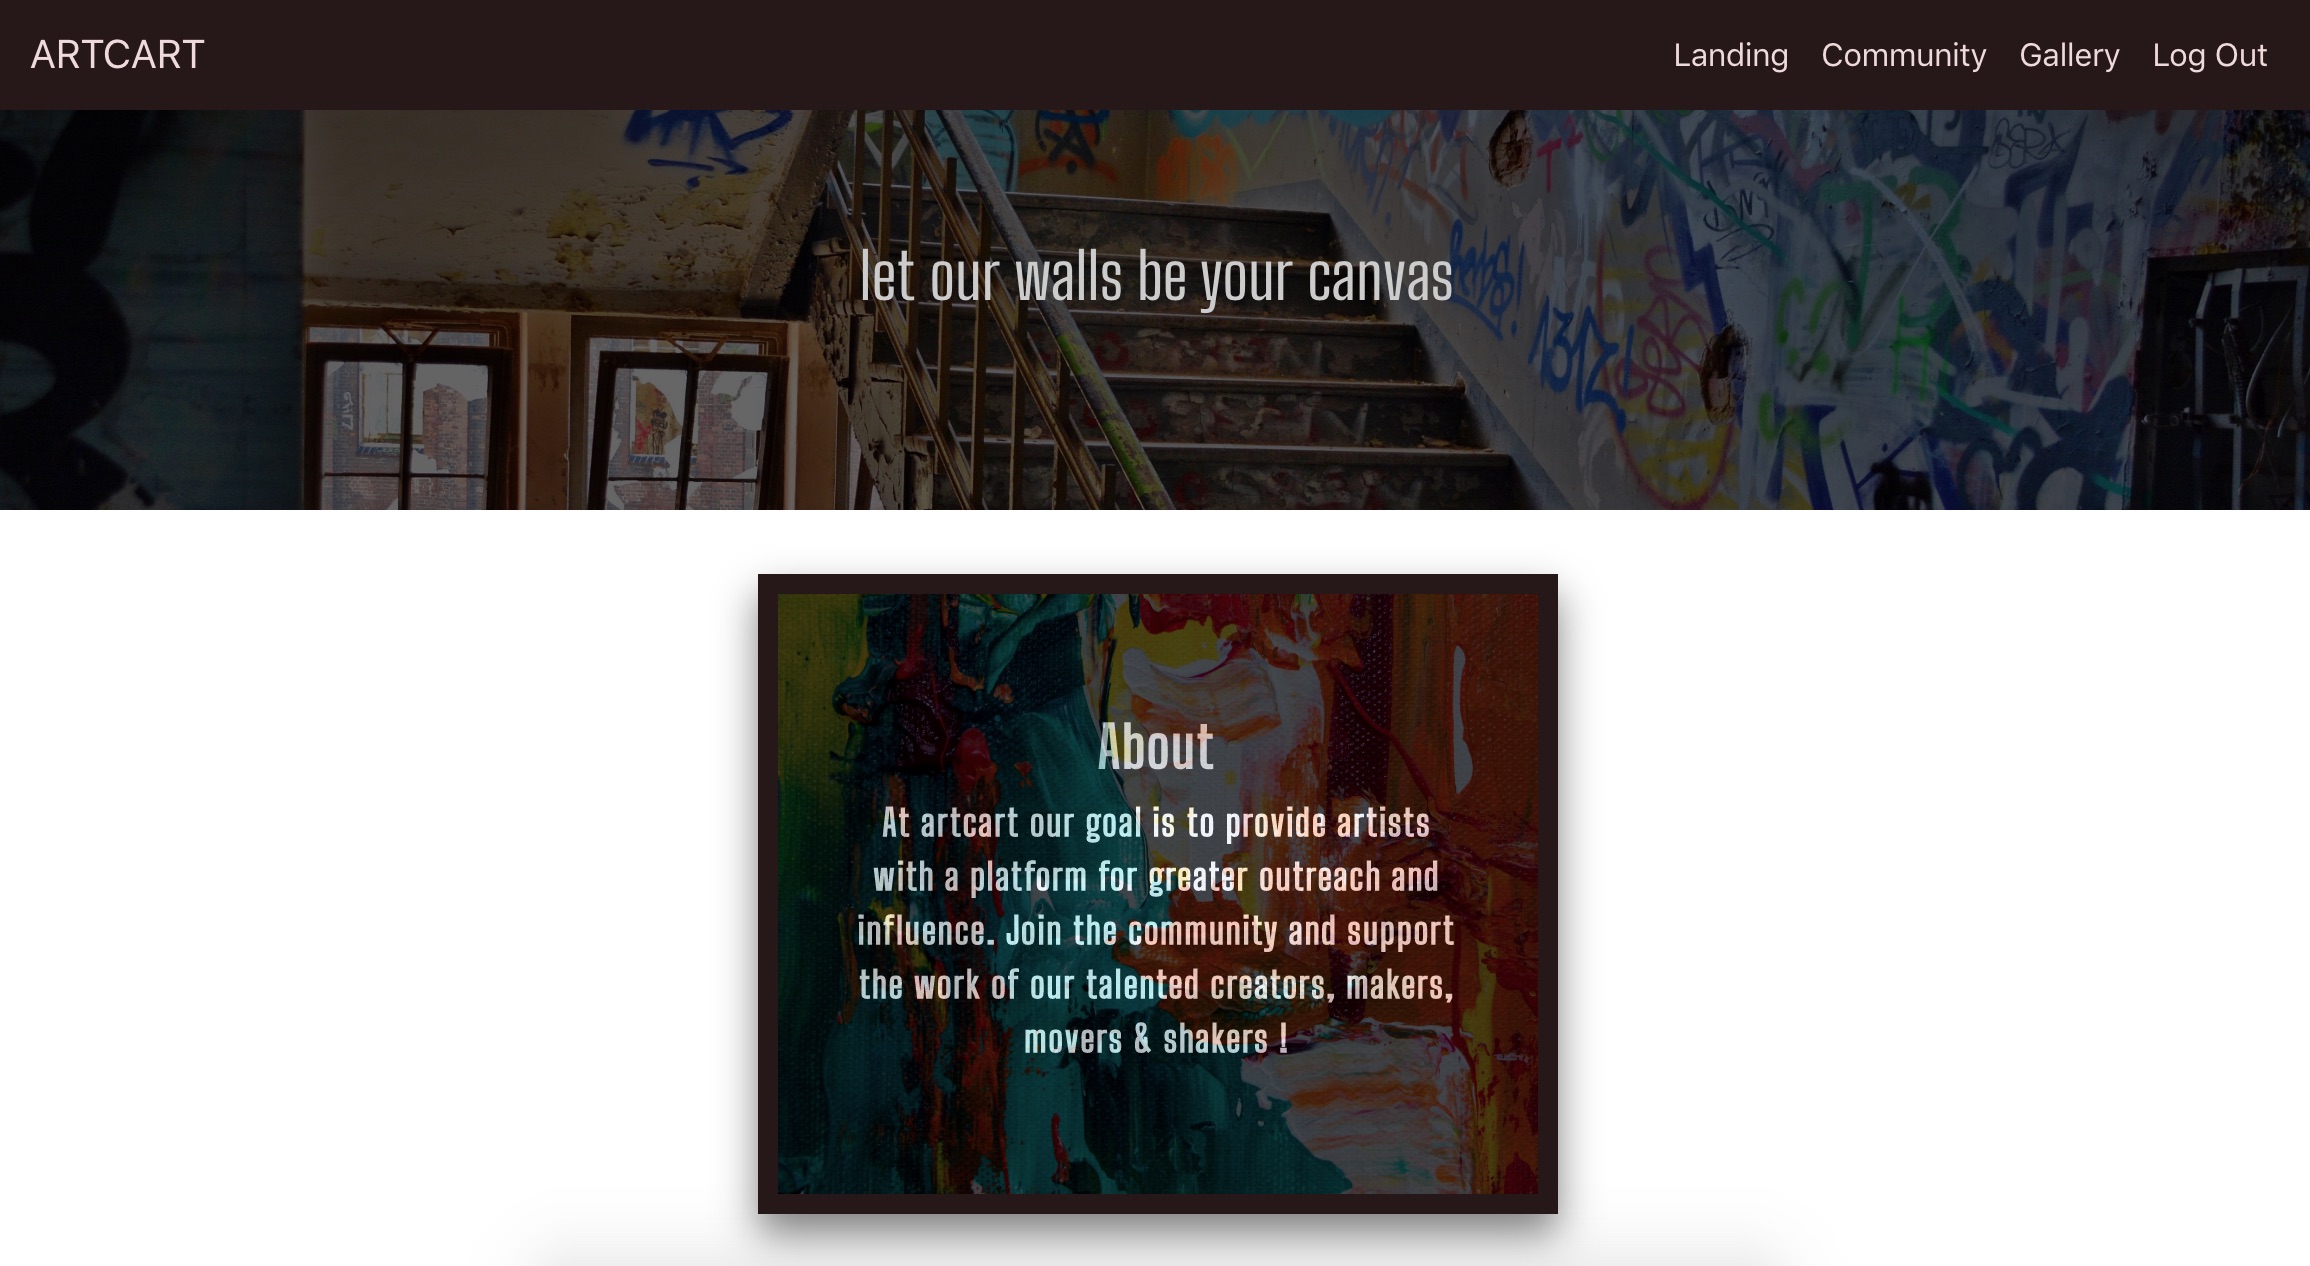 ARTCART
Landing Community Gallery Log Out
let our walls be your canvas
1312!
About
At artcart our goal is to provide artists
with a platform for greater outreach and
influence. Join the community and support
the work of our talented creators, makers,
movers & shakers !